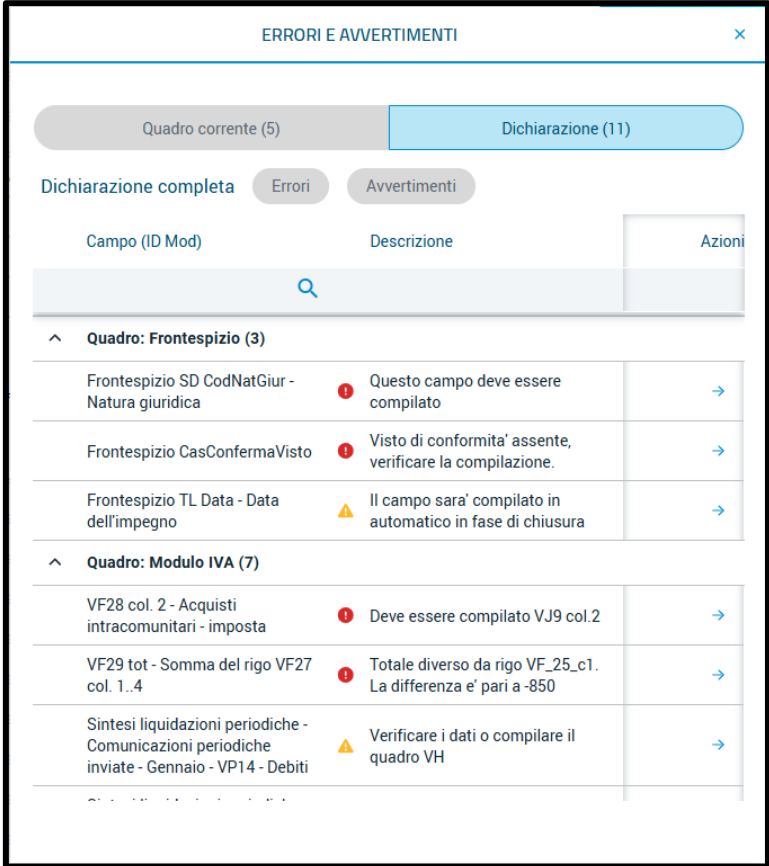 ERRORI E AVVERTIMENTI
Quadro corrente (5)
Dichiarazione (11)
Dichiarazione completa
Errori
Avvertimenti
Campo (ID Mod)
Descrizione
Azioni
Quadro: Frontespizio (3)
Frontespizio SD CodNatGiur -
Natura giuridica
Questo campo deve essere
compilato
Frontespizio CasConfermaVisto
Visto di conformita' assente,
verificare la compilazione.
Frontespizio TL Data - Data
dell'impegno
Il campo sara' compilato in
automatico in fase di chiusura
Quadro: Modulo IVA (7)
VF28 col. 2 - Acquisti
intracomunitari - imposta
Deve essere compilato VJ9 col.2
VF29 tot - Somma del rigo VF27
col. 1..4
Totale diverso da rigo VF_25_c1.
La differenza e' pari a -850
Sintesi liquidazioni periodiche -
Comunicazioni periodiche
inviate - Gennaio - VP14 - Debiti
Verificare i dati o compilare il
quadro VH